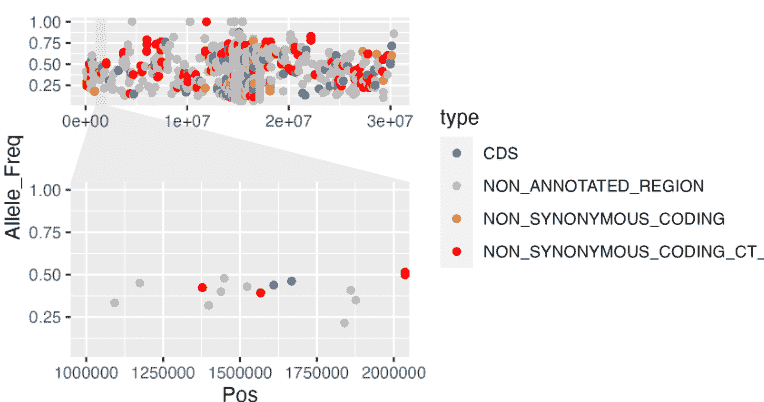 1.00
0.75
0.50
0.25
0e+00 1e+07 2e+07 3e+07
Allele_Freq
1.00
0.75
0.50
0.25
1000000 1250000 1500000 1750000 2000000
Pos
type
CDS
NON_ANNOTATED_REGION
NON_SYNONYMOUS_CODING
NON_SYNONYMOUS_CODING_CT_